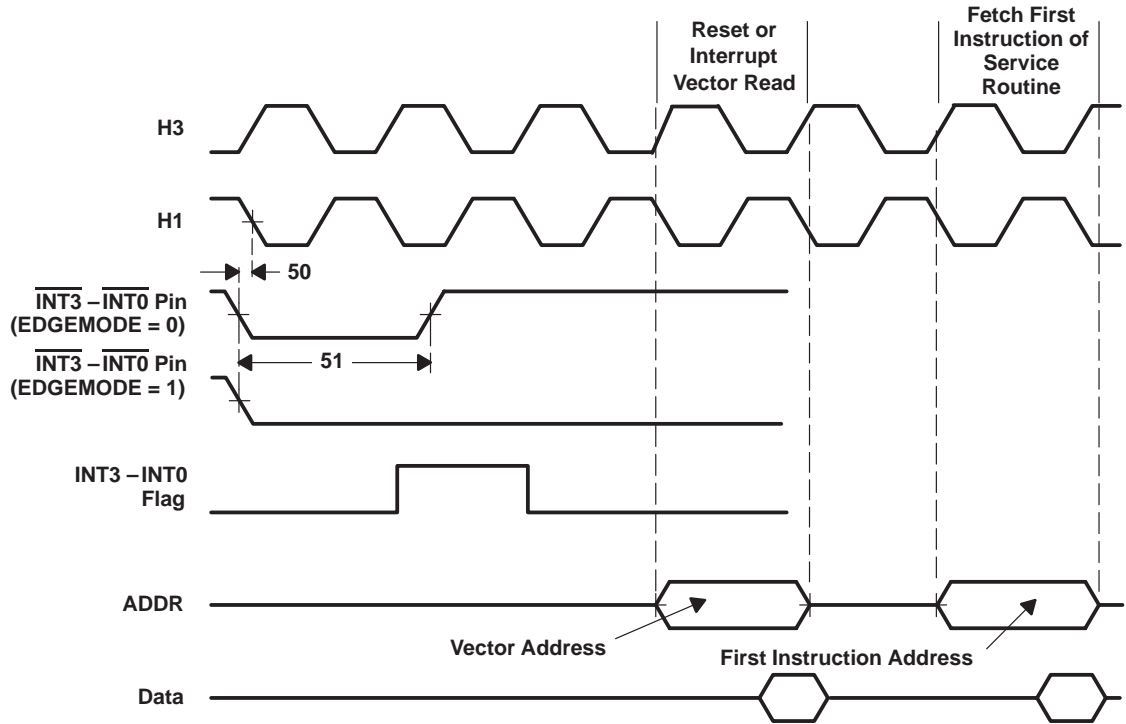 Reset or
Interrupt
Vector Read
Fetch First
Instruction of
Service
Routine
H3
H1
50
INT3 – INT0 Pin
(EDGEMODE = 0)
51
INT3 – INT0 Pin
(EDGEMODE = 1)
INT3 – INT0
Flag
ADDR
Vector Address
First Instruction Address
Data